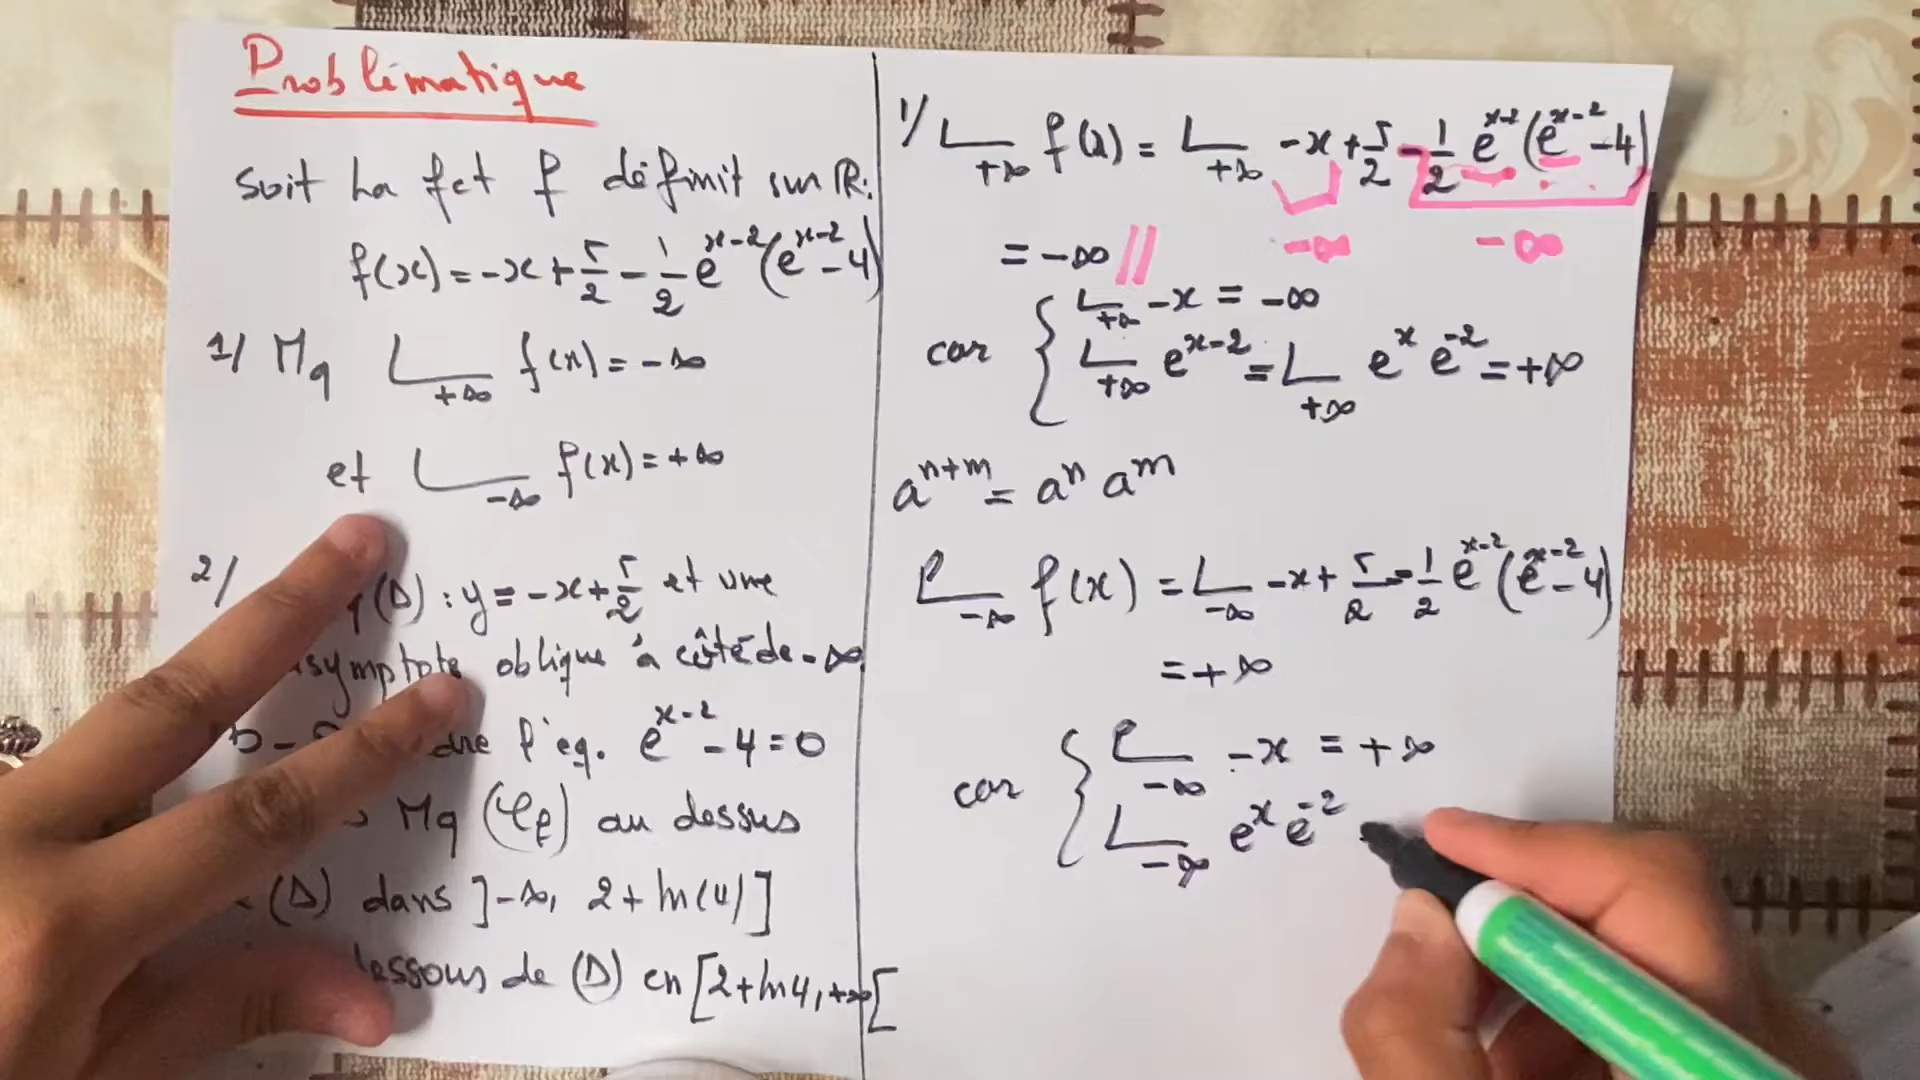 Problématique
soit la fct f définit sur ℝ:
f(x) = -x + 5/2 - 1/2 e^{x-2}(e^{x-2} - 4)
1/ Mq L_{+∞} f(x) = -∞
et L_{-∞} f(x) = +∞
2/ (Δ) : y = -x + 5/2 et une
asymptote oblique à côté de -∞
l'eq. e^{x-2} - 4 = 0
Mq (𝒞f) au dessus
(Δ) dans ]-∞, 2 + ln(4)]
dessous de (Δ) en [2 + ln4, +∞[
1/ L_{+∞} f(x) = L_{+∞} -x + 5/2 - 1/2 e^{x-2}(e^{x-2} - 4)
= -∞ // -∞ -∞
car { L_{+∞} -x = -∞
L_{+∞} e^{x-2} = L_{+∞} e^x e^{-2} = +∞
a^{n+m} = a^n a^m
L_{-∞} f(x) = L_{-∞} -x + 5/2 - 1/2 e^{x-2}(e^{x-2} - 4)
= +∞
car { L_{-∞} -x = +∞
L_{-∞} e^x e^{-2}